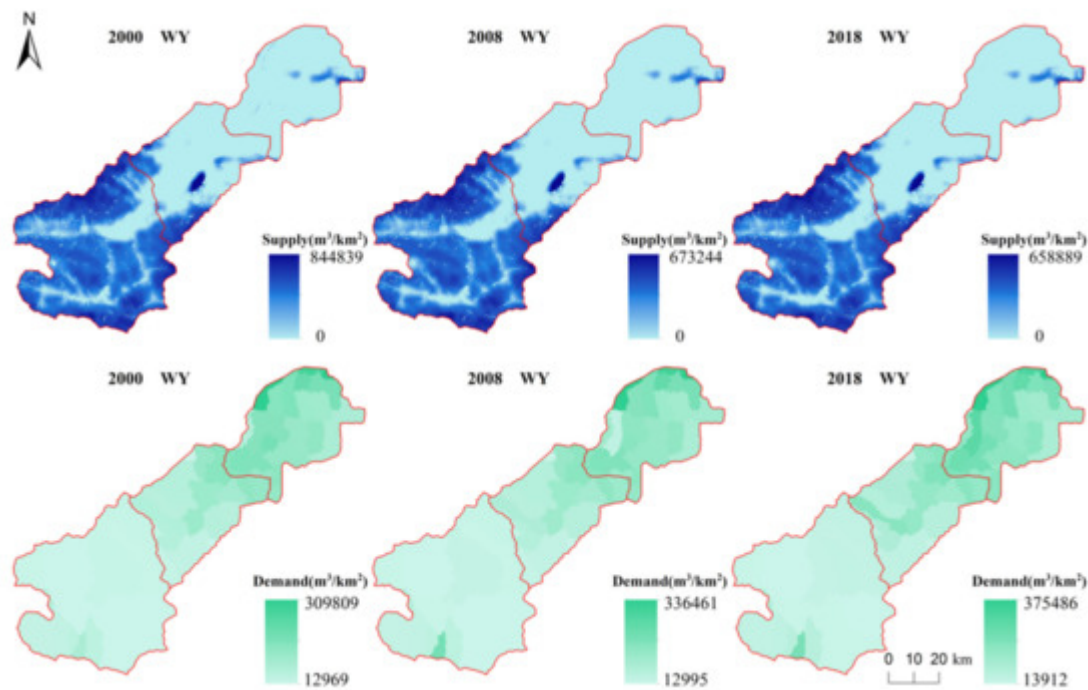 N
2000 WY
2008 WY
2018 WY
Supply(m³/km²)
844839
0
Supply(m³/km²)
673244
0
Supply(m³/km²)
658889
0
2000 WY
2008 WY
2018 WY
Demand(m³/km²)
309809
12969
Demand(m³/km²)
336461
12995
Demand(m³/km²)
375486
13912
0 10 20 km